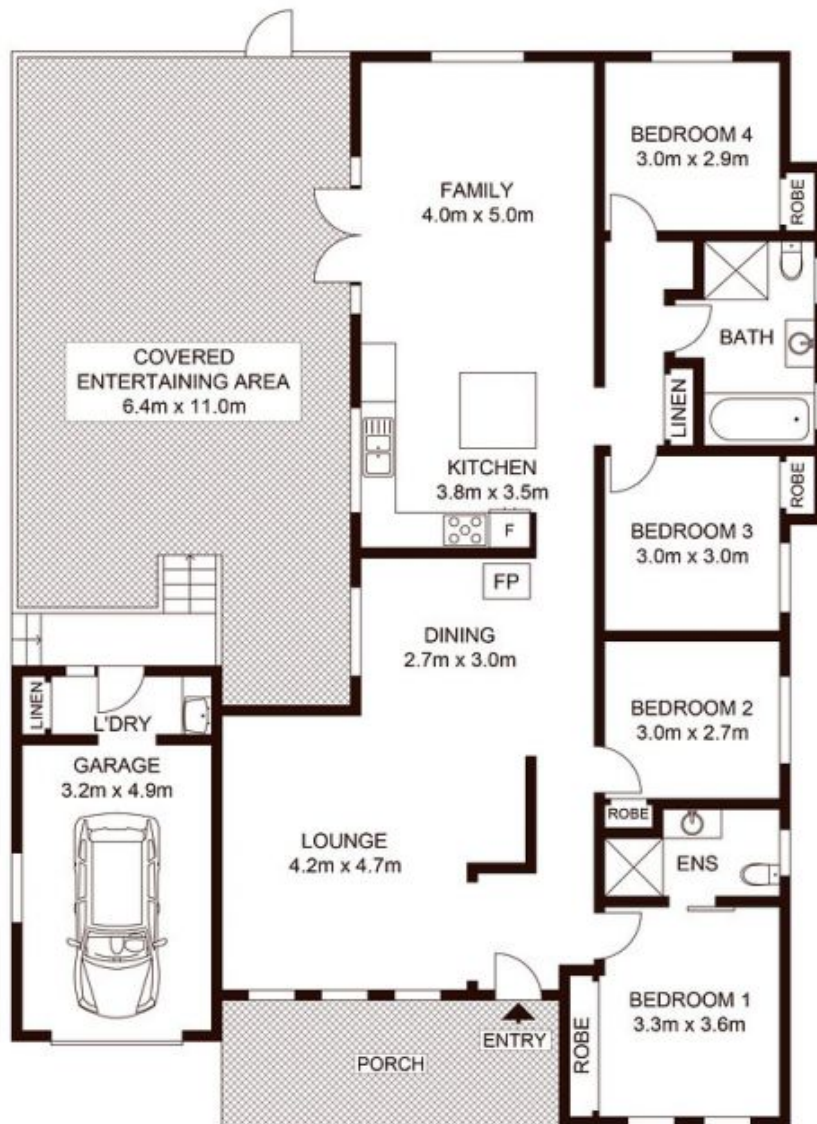 BEDROOM 4
3.0m x 2.9m
ROBE
FAMILY
4.0m x 5.0m
BATH
COVERED
ENTERTAINING AREA
6.4m x 11.0m
LINEN
KITCHEN
3.8m x 3.5m
F
ROBE
BEDROOM 3
3.0m x 3.0m
FP
DINING
2.7m x 3.0m
LINEN
L'DRY
BEDROOM 2
3.0m x 2.7m
GARAGE
3.2m x 4.9m
ROBE
LOUNGE
4.2m x 4.7m
ENS
BEDROOM 1
3.3m x 3.6m
ROBE
ENTRY
PORCH